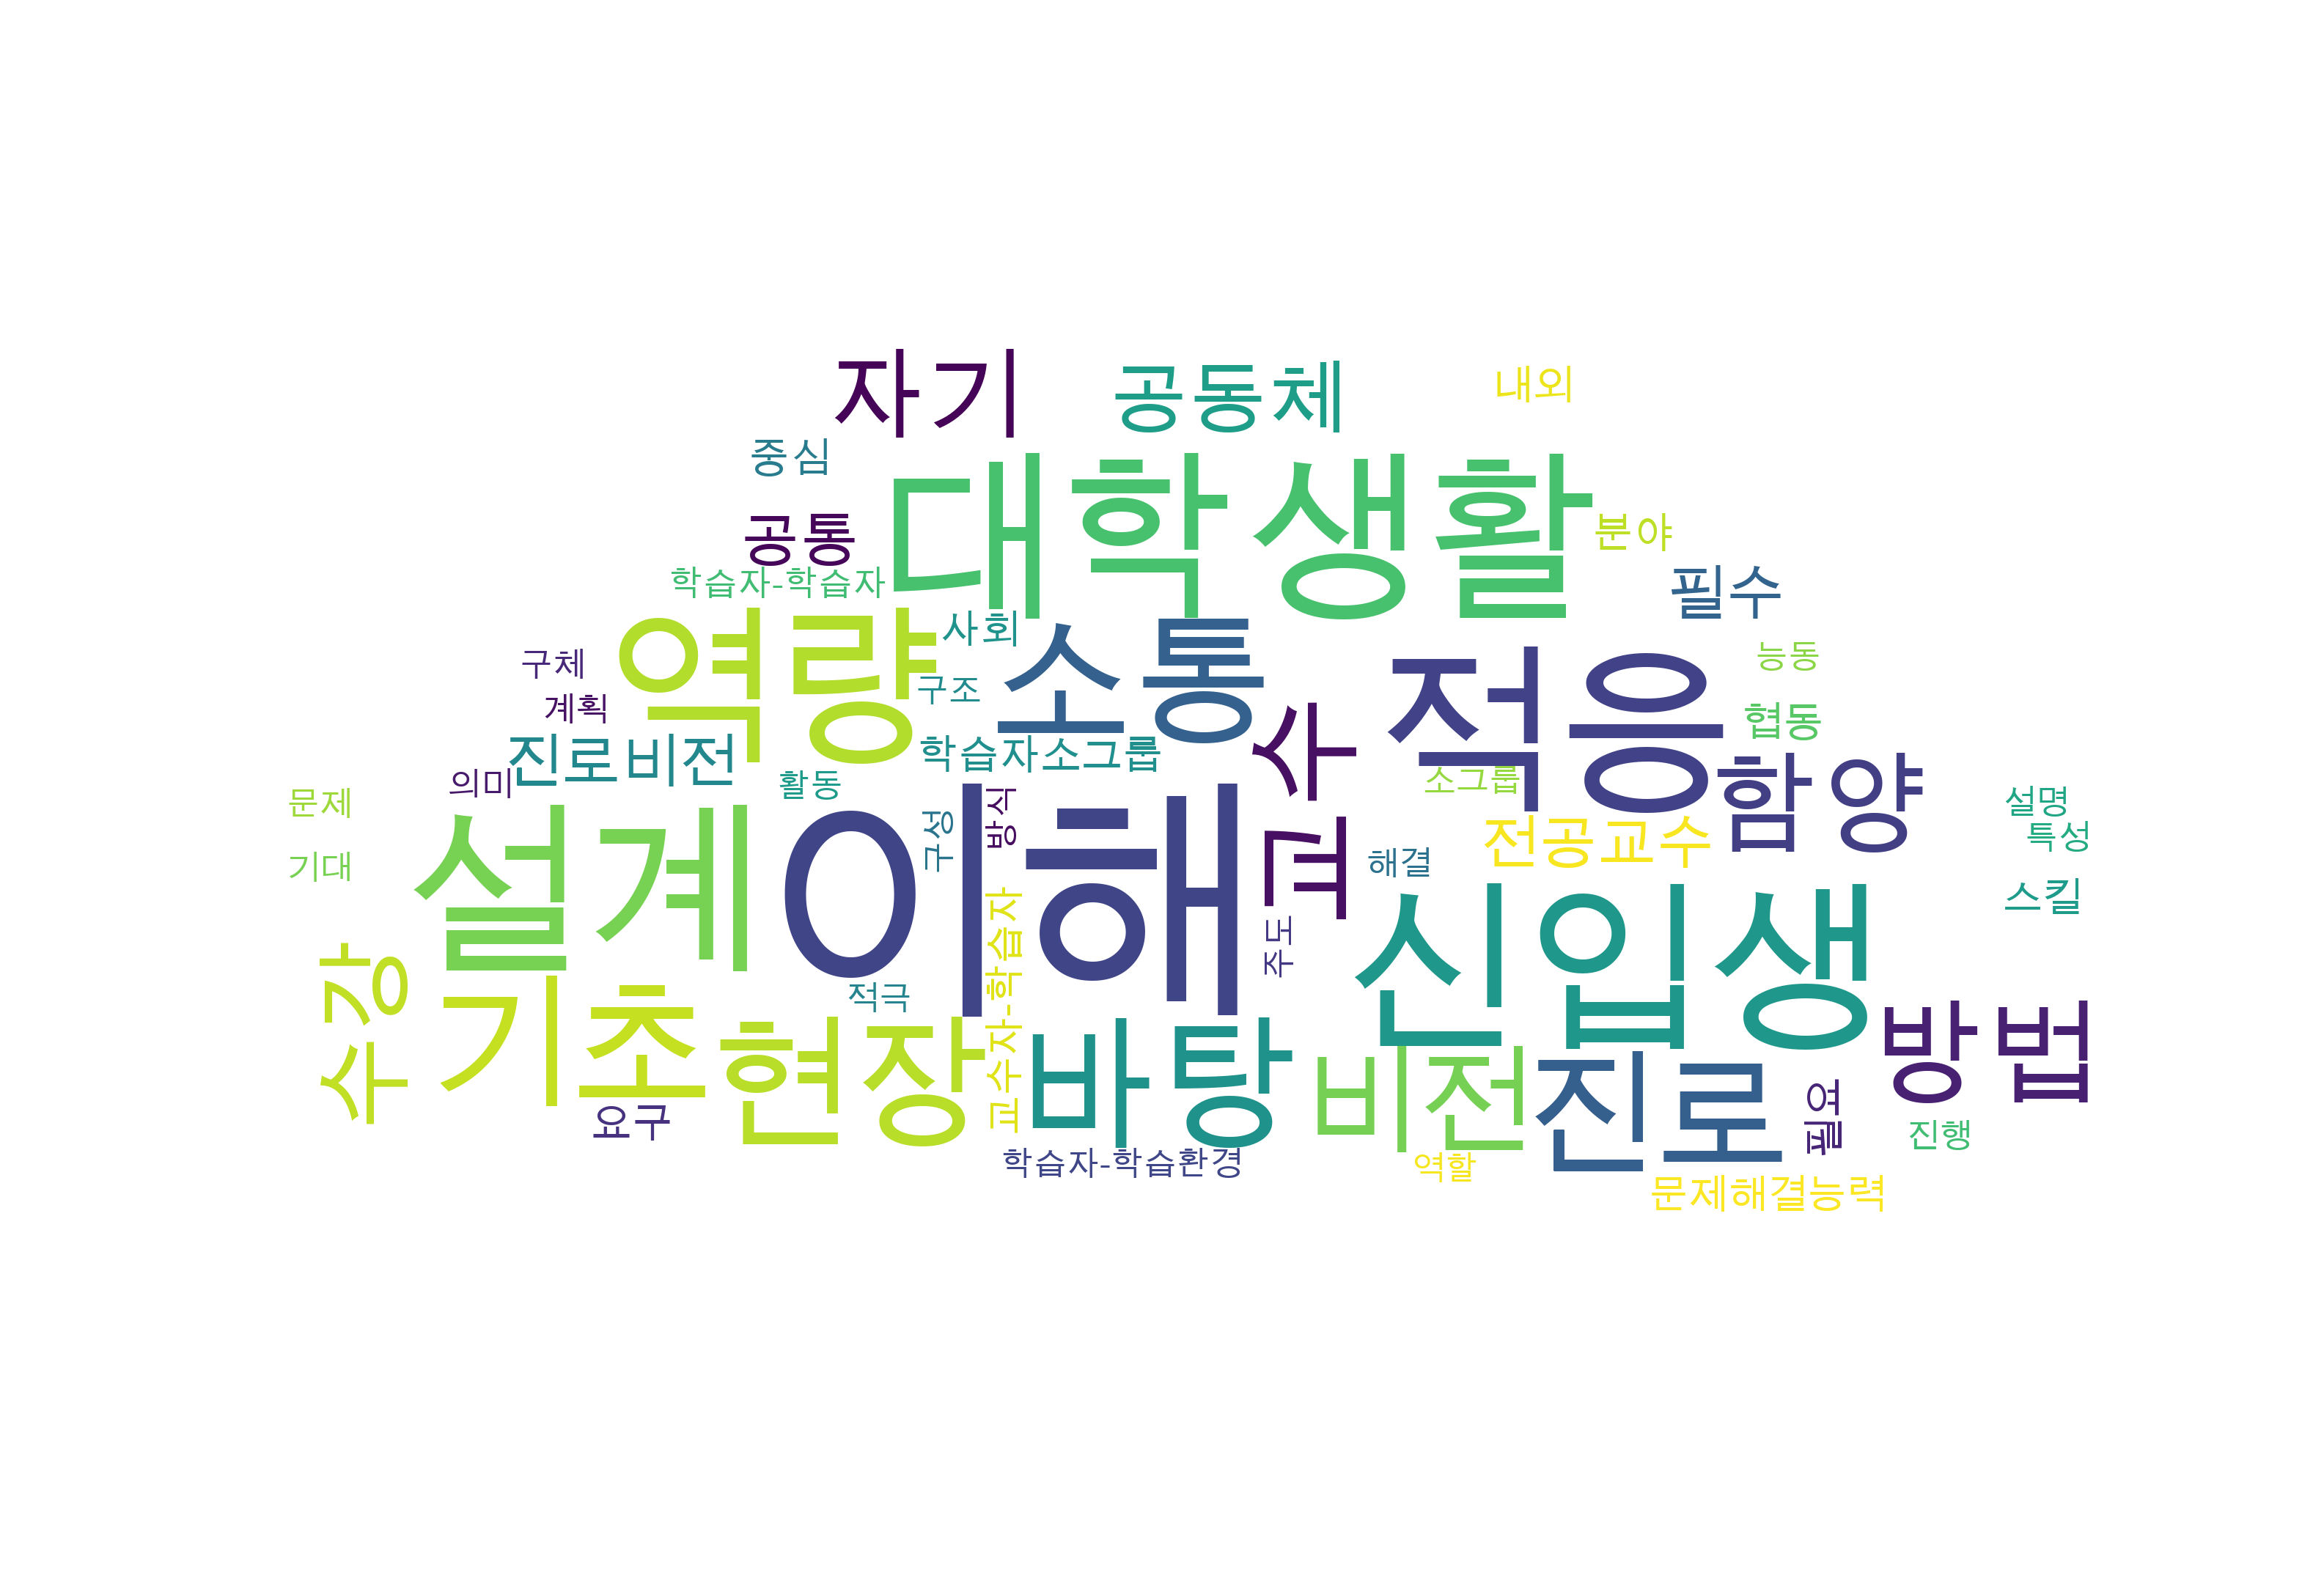 자기
공동체
내외
중심
대학생활
공통
분야
학습자-학습자
필수
역량
사회
소통
구체
구조
적응
능동
계획
협동
진로비전
학습자소그룹
교수
함양
의미
활동
소그룹
문제
설계
이해
구성
방식
전공교수
설명
특성
기대
해결
신입생
스킬
수강
기초
적극
교수자-학습자
주도
현장
바탕
비전
진로
방법
요구
필역
진행
학습자-학습환경
역할
문제해결능력